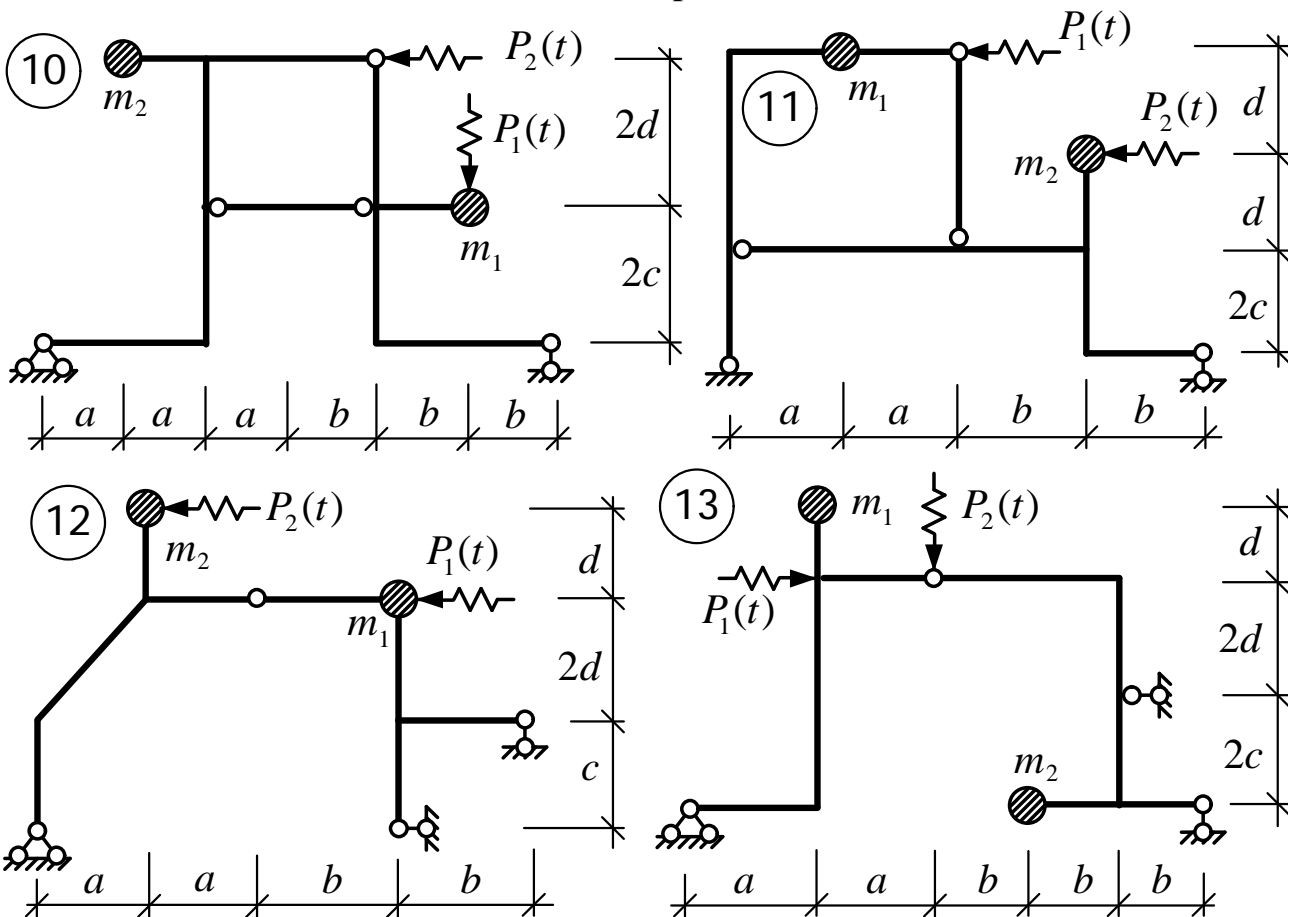 10
m₂
P₂(t)
P₁(t)
m₁
2d
2c
a a a b b b
11
m₁
P₁(t)
P₂(t)
m₂
d
d
2c
a a b b
12
m₂
P₂(t)
P₁(t)
m₁
d
2d
c
a a b b
13
m₁
P₂(t)
P₁(t)
m₂
d
2d
2c
a a b b b